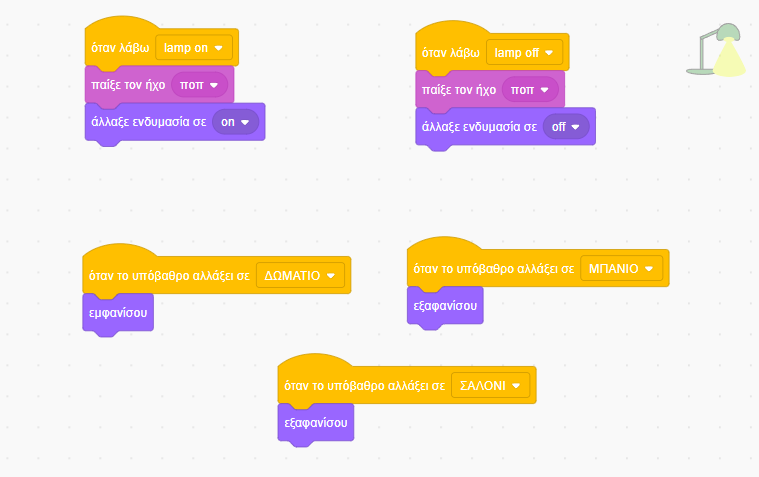 όταν λάβω lamp on
παίξε τον ήχο ποπ
άλλαξε ενδυμασία σε on
όταν λάβω lamp off
παίξε τον ήχο ποπ
άλλαξε ενδυμασία σε off
όταν το υπόβαθρο αλλάξει σε ΔΩΜΑΤΙΟ
εμφανίσου
όταν το υπόβαθρο αλλάξει σε ΜΠΑΝΙΟ
εξαφανίσου
όταν το υπόβαθρο αλλάξει σε ΣΑΛΟΝΙ
εξαφανίσου